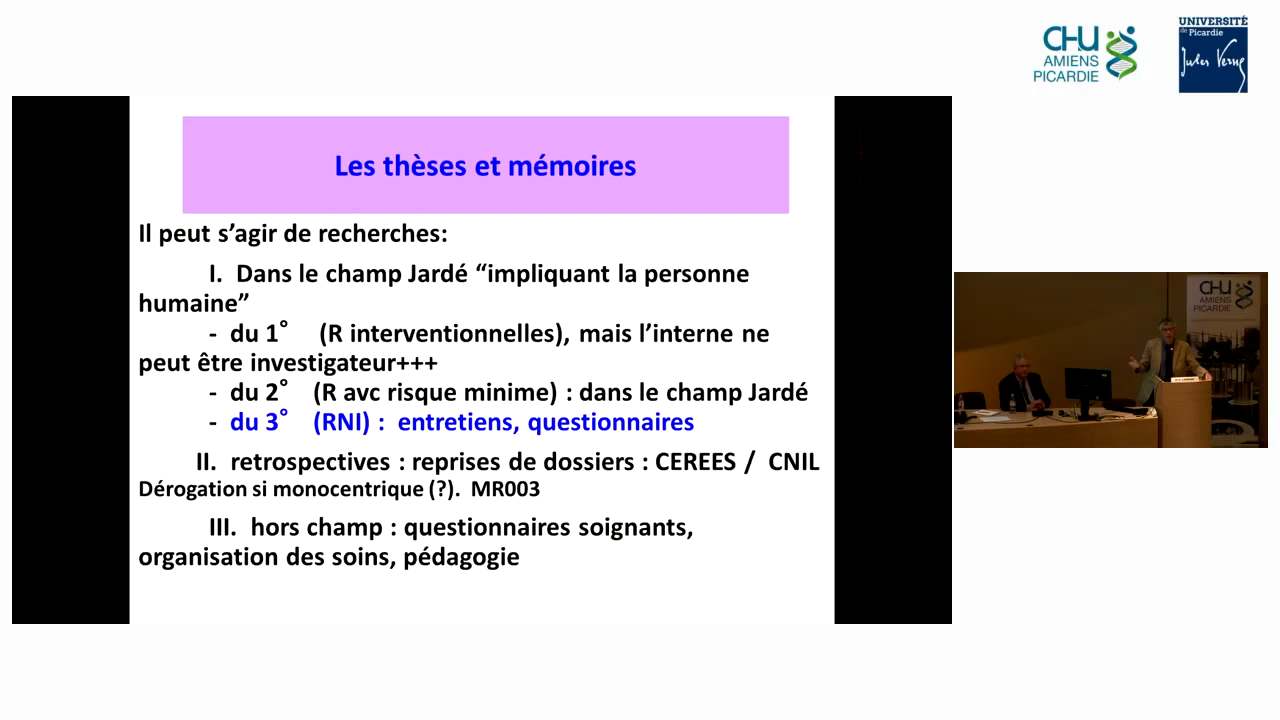 CHU
AMIENS
PICARDIE
UNIVERSITÉ
de Picardie
Jules Verne
Les thèses et mémoires
Il peut s’agir de recherches:
I. Dans le champ Jardé “impliquant la personne
humaine”
- du 1° (R interventionnelles), mais l’interne ne
peut être investigateur+++
- du 2° (R avc risque minime) : dans le champ Jardé
- du 3° (RNI) : entretiens, questionnaires
II. retrospectives : reprises de dossiers : CEREES / CNIL
Dérogation si monocentrique (?). MR003
III. hors champ : questionnaires soignants,
organisation des soins, pédagogie
CHU
AMIENS
PICARDIE